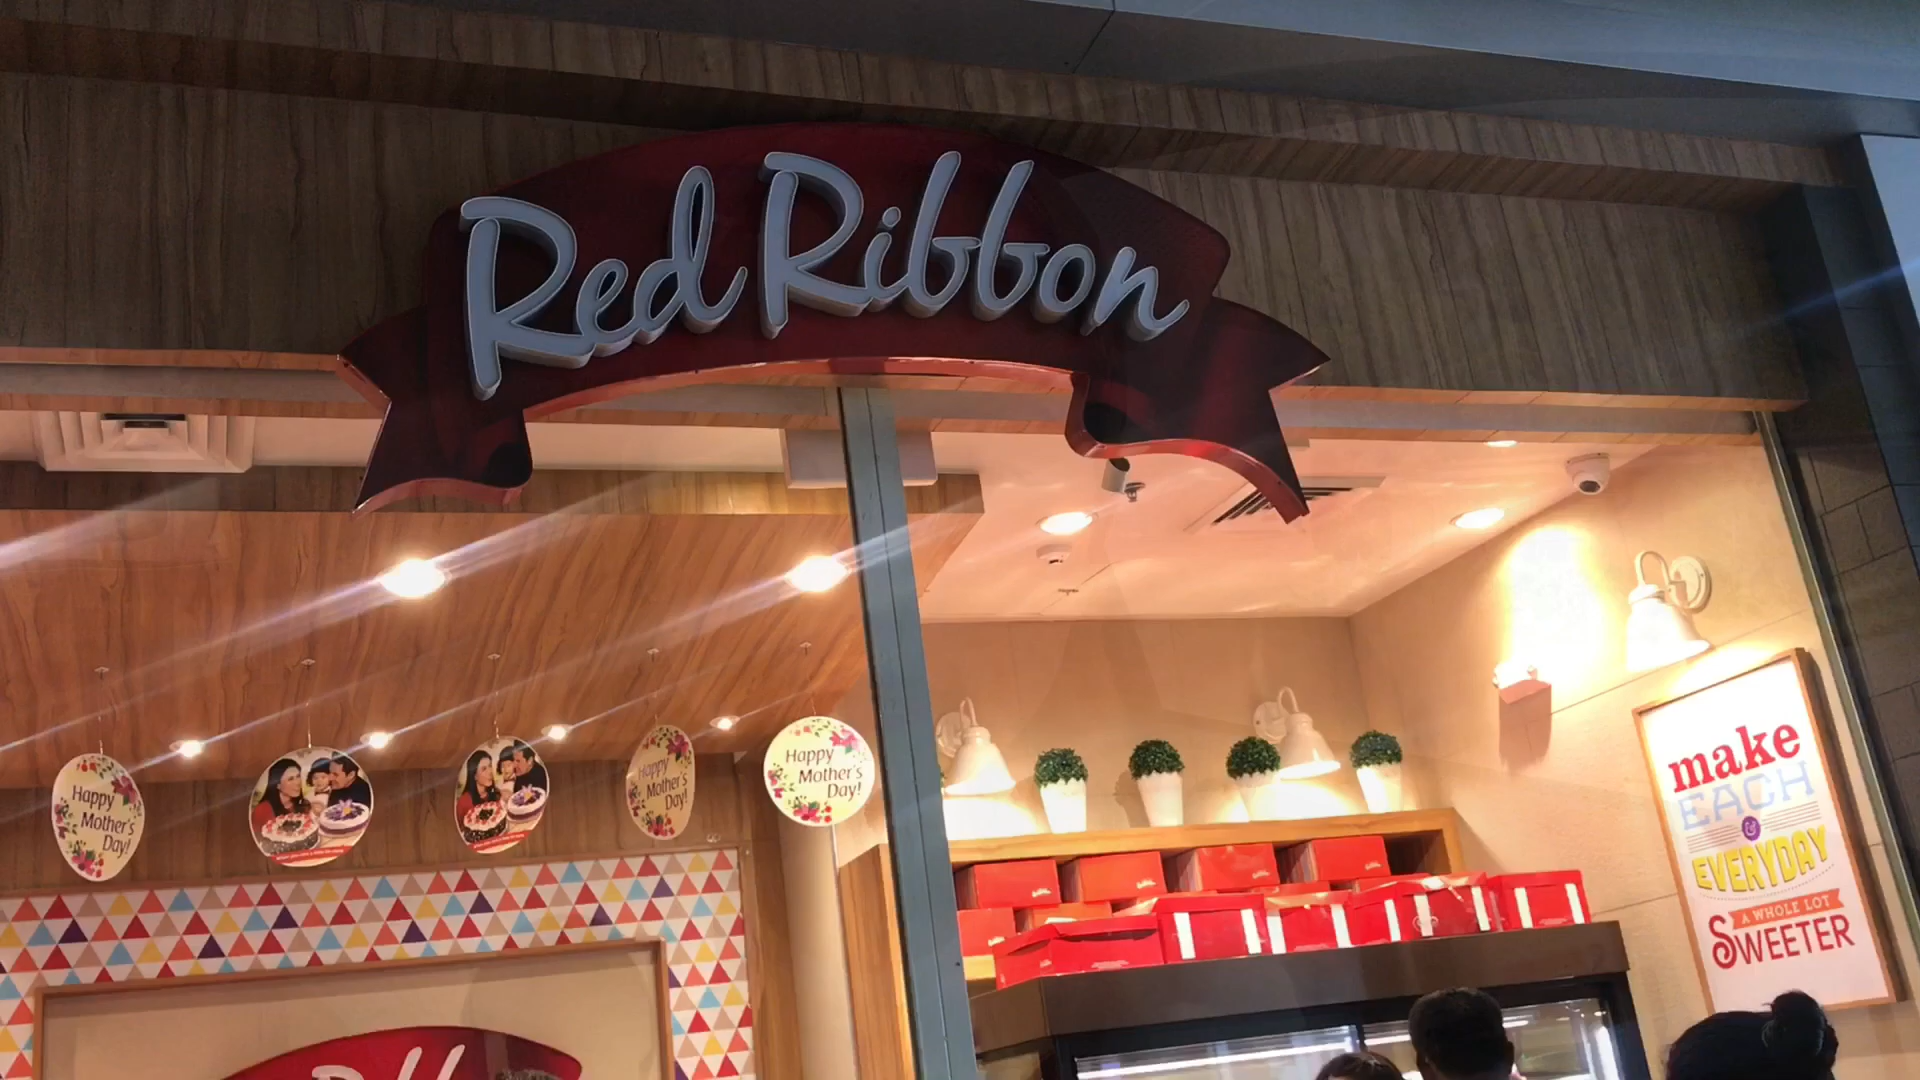 Red Ribbon
Happy
Mother's
Day!
Happy
Mother's
Day!
Happy
Mother's
Day!
make
EACH
&
EVERYDAY
A WHOLE LOT
SWEETER